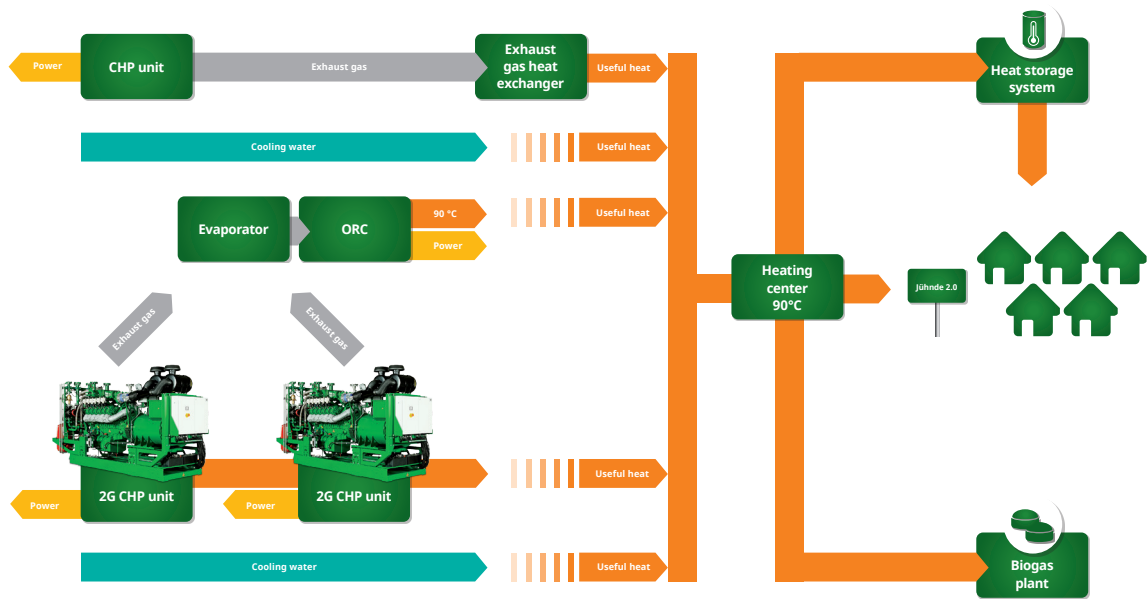 Power
CHP unit
Exhaust gas
Exhaust
gas heat
exchanger
Useful heat
Heat storage
system
Cooling water
Useful heat
Evaporator
ORC
90 °C
Power
Useful heat
Heating
center
90°C
Jühnde 2.0
Exhaust gas
Exhaust gas
2G CHP unit
Power
2G CHP unit
Power
Useful heat
Cooling water
Useful heat
Biogas
plant